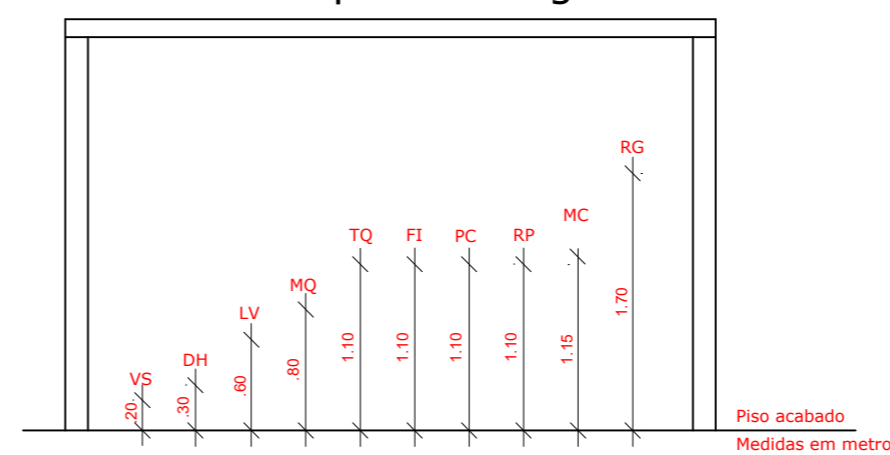 RG
MC
TQ FI PC RP
MQ
LV
DH
VS
.20 .30 .60 .80 1.10 1.10 1.10 1.10 1.15 1.70
Piso acabado
Medidas em metro